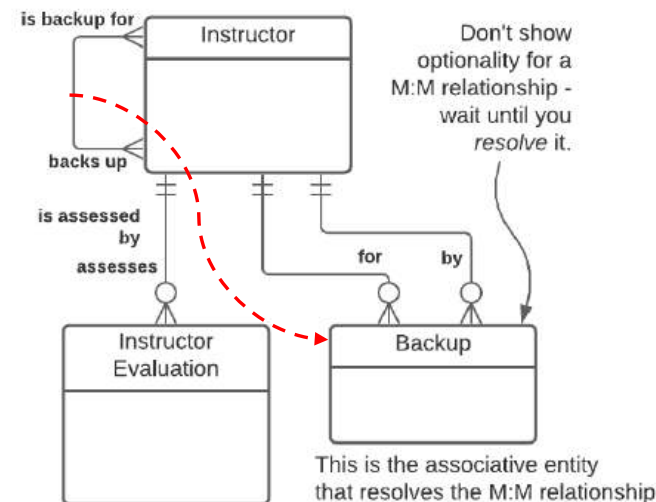 is backup for
Instructor
Don't show
optionality for a
M:M relationship -
wait until you
resolve it.
backs up
is assessed
by
assesses
for
by
Instructor
Evaluation
Backup
This is the associative entity
that resolves the M:M relationship